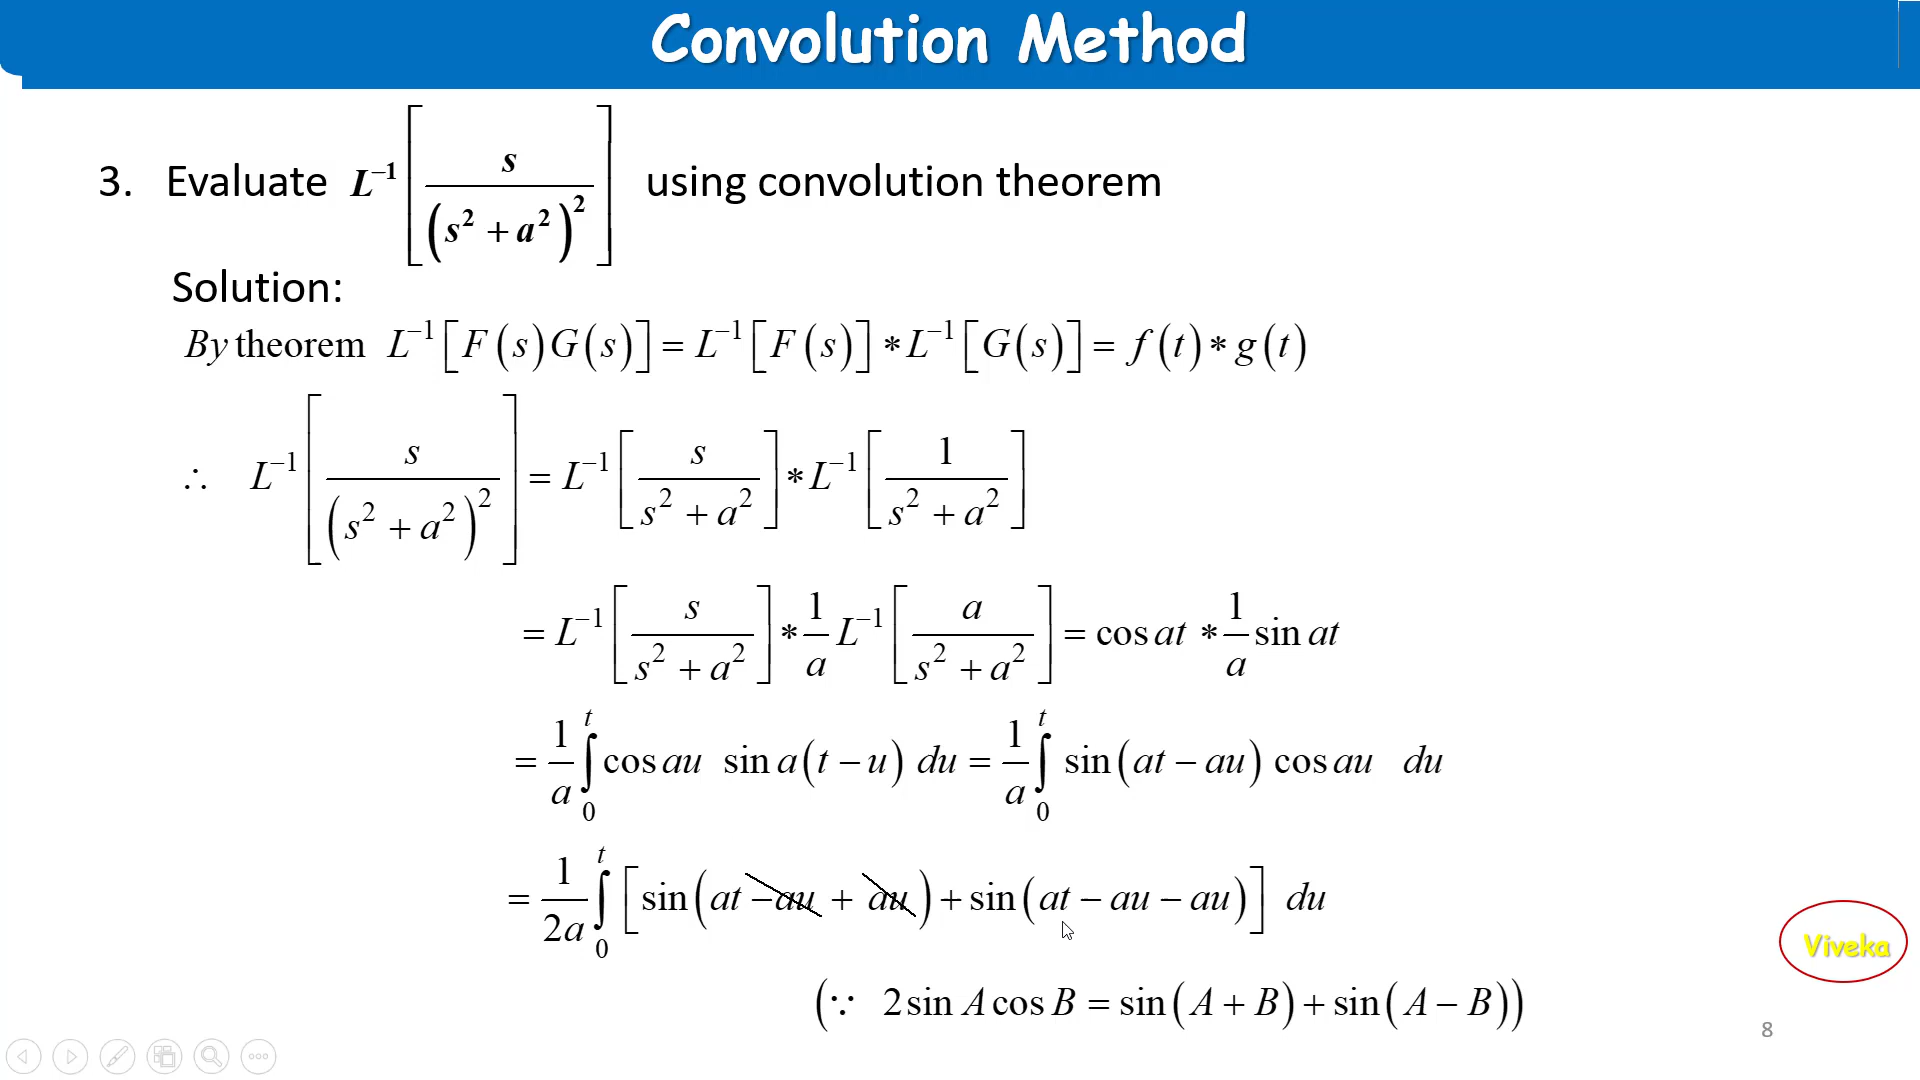 Convolution Method
3. Evaluate L⁻¹[s/(s² + a²)²] using convolution theorem
Solution:
By theorem L⁻¹[F(s)G(s)] = L⁻¹[F(s)] * L⁻¹[G(s)] = f(t) * g(t)
∴ L⁻¹[s/(s² + a²)²] = L⁻¹[s/(s² + a²)] * L⁻¹[1/(s² + a²)]
= L⁻¹[s/(s² + a²)] * 1/a L⁻¹[a/(s² + a²)] = cos at * 1/a sin at
= 1/a ∫₀ᵗ cos au sin a(t − u) du = 1/a ∫₀ᵗ sin(at − au) cos au du
= 1/2a ∫₀ᵗ [sin(at − au + au) + sin(at − au − au)] du
(∵ 2 sin A cos B = sin(A + B) + sin(A − B))
Viveka
8